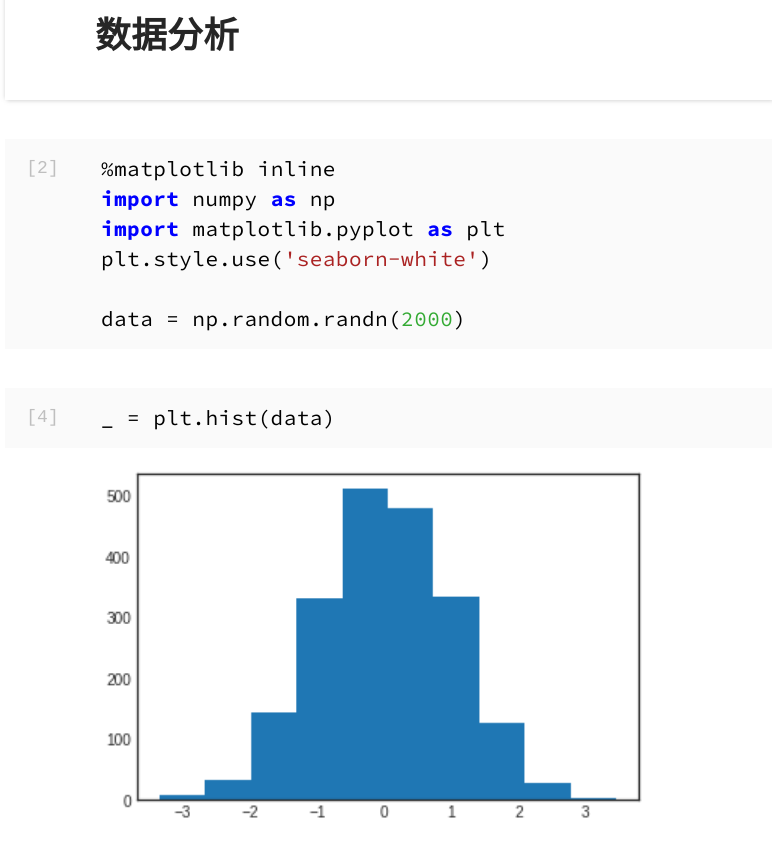 数据分析
[2]
%matplotlib inline
import numpy as np
import matplotlib.pyplot as plt
plt.style.use('seaborn-white')
data = np.random.randn(2000)
[4]
_ = plt.hist(data)
500
400
300
200
100
0
−3 −2 −1 0 1 2 3